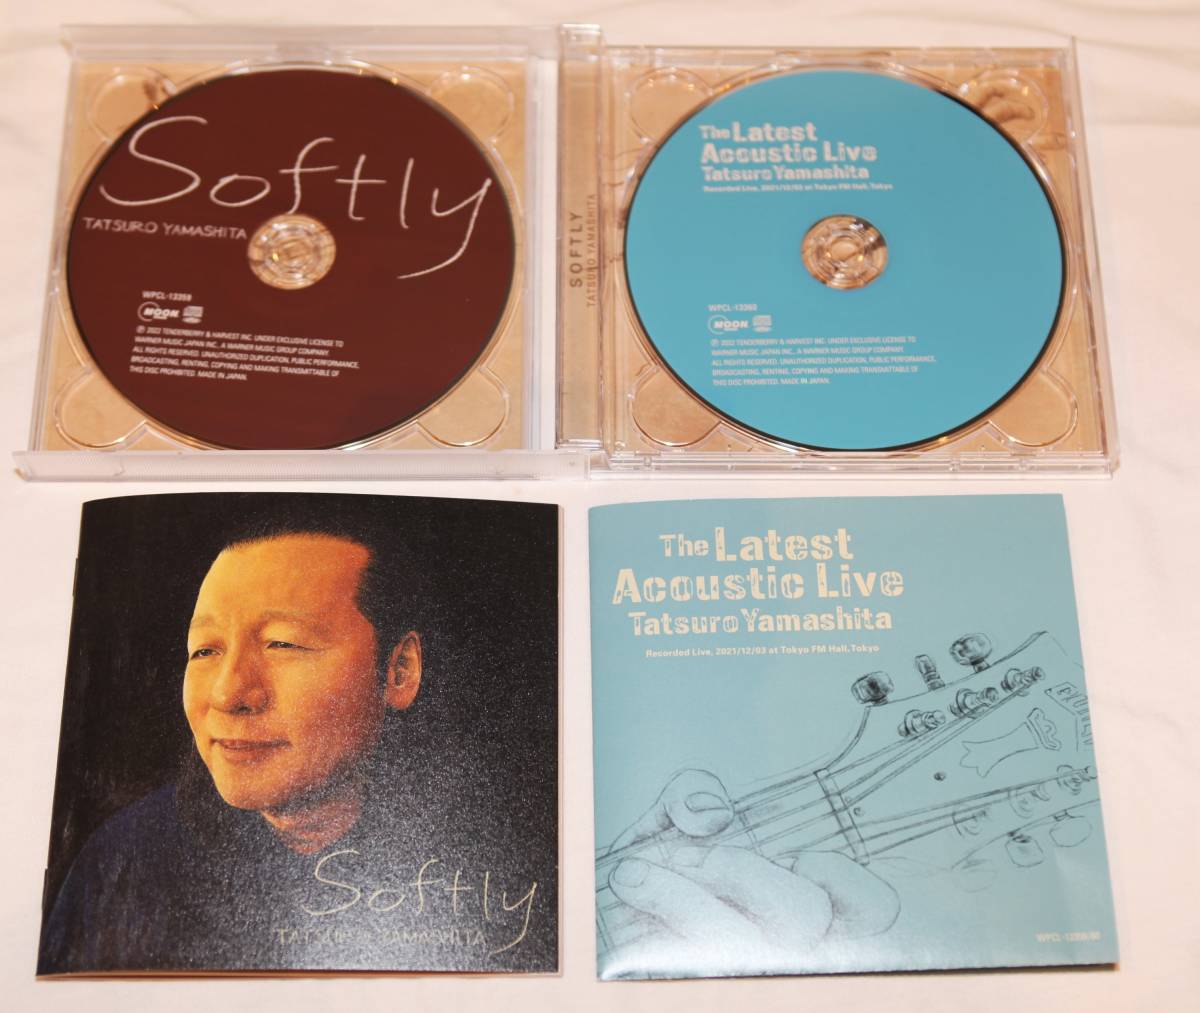 Softly
TATSURO YAMASHITA
WPCL-13359
MOON
℗ 2022 TENDERBERRY & HARVEST INC. UNDER EXCLUSIVE LICENSE TO
WARNER MUSIC JAPAN INC., A WARNER MUSIC GROUP COMPANY.
ALL RIGHTS RESERVED. UNAUTHORIZED DUPLICATION, PUBLIC PERFORMANCE,
BROADCASTING, RENTING, COPYING AND MAKING TRANSMITTABLE OF
THIS DISC PROHIBITED. MADE IN JAPAN.
SOFTLY
TATSURO YAMASHITA
The Latest
Acoustic Live
Tatsuro Yamashita
Recorded Live, 2021/12/03 at Tokyo FM Hall, Tokyo
WPCL-13360
MOON
℗ 2022 TENDERBERRY & HARVEST INC. UNDER EXCLUSIVE LICENSE TO
WARNER MUSIC JAPAN INC., A WARNER MUSIC GROUP COMPANY.
ALL RIGHTS RESERVED. UNAUTHORIZED DUPLICATION, PUBLIC PERFORMANCE,
BROADCASTING, RENTING, COPYING AND MAKING TRANSMITTABLE OF
THIS DISC PROHIBITED. MADE IN JAPAN.
Softly
TATSURO YAMASHITA
The Latest
Acoustic Live
Tatsuro Yamashita
Recorded Live, 2021/12/03 at Tokyo FM Hall, Tokyo
WPCL-13359/60